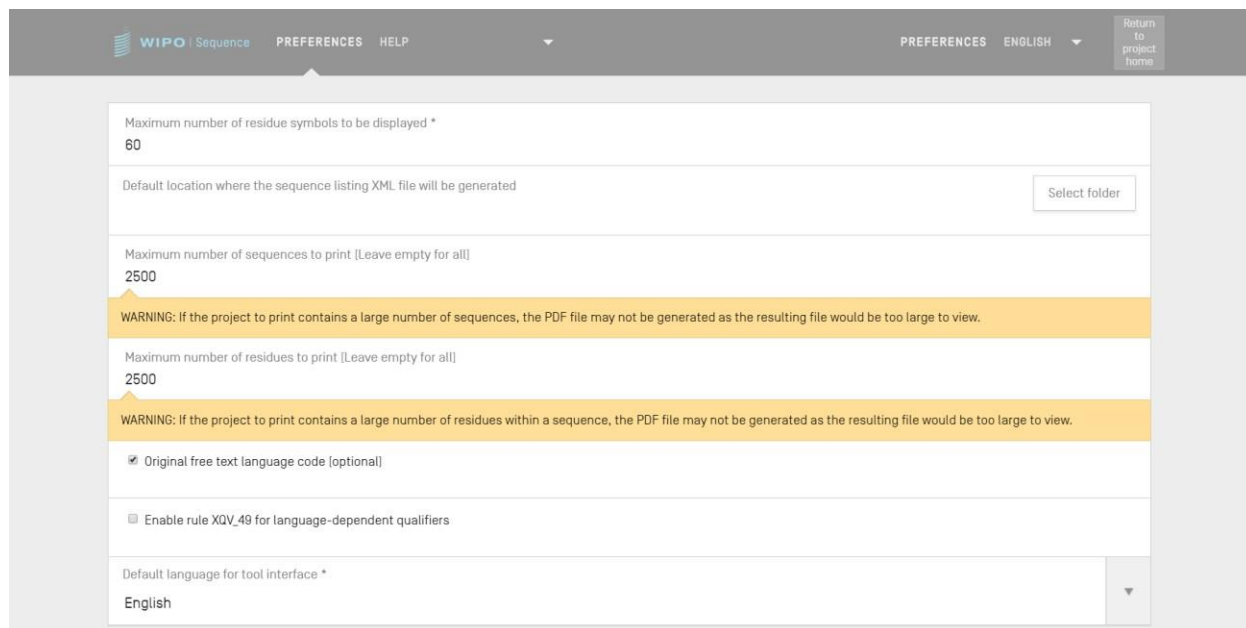 WIPO | Sequence PREFERENCES HELP PREFERENCES ENGLISH
Return
to
project
home
Maximum number of residue symbols to be displayed *
60
Default location where the sequence listing XML file will be generated
Select folder
Maximum number of sequences to print [Leave empty for all]
2500
WARNING: If the project to print contains a large number of sequences, the PDF file may not be generated as the resulting file would be too large to view.
Maximum number of residues to print [Leave empty for all]
2500
WARNING: If the project to print contains a large number of residues within a sequence, the PDF file may not be generated as the resulting file would be too large to view.
Original free text language code [optional]
Enable rule XQV_49 for language-dependent qualifiers
Default language for tool interface *
English